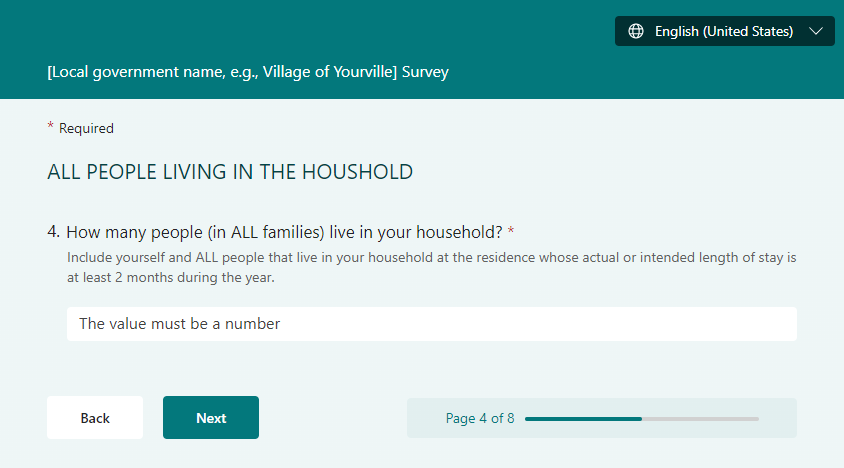 English (United States)
[Local government name, e.g., Village of Yourville] Survey
* Required
ALL PEOPLE LIVING IN THE HOUSHOLD
4. How many people (in ALL families) live in your household? *
Include yourself and ALL people that live in your household at the residence whose actual or intended length of stay is
at least 2 months during the year.
The value must be a number
Back
Next
Page 4 of 8